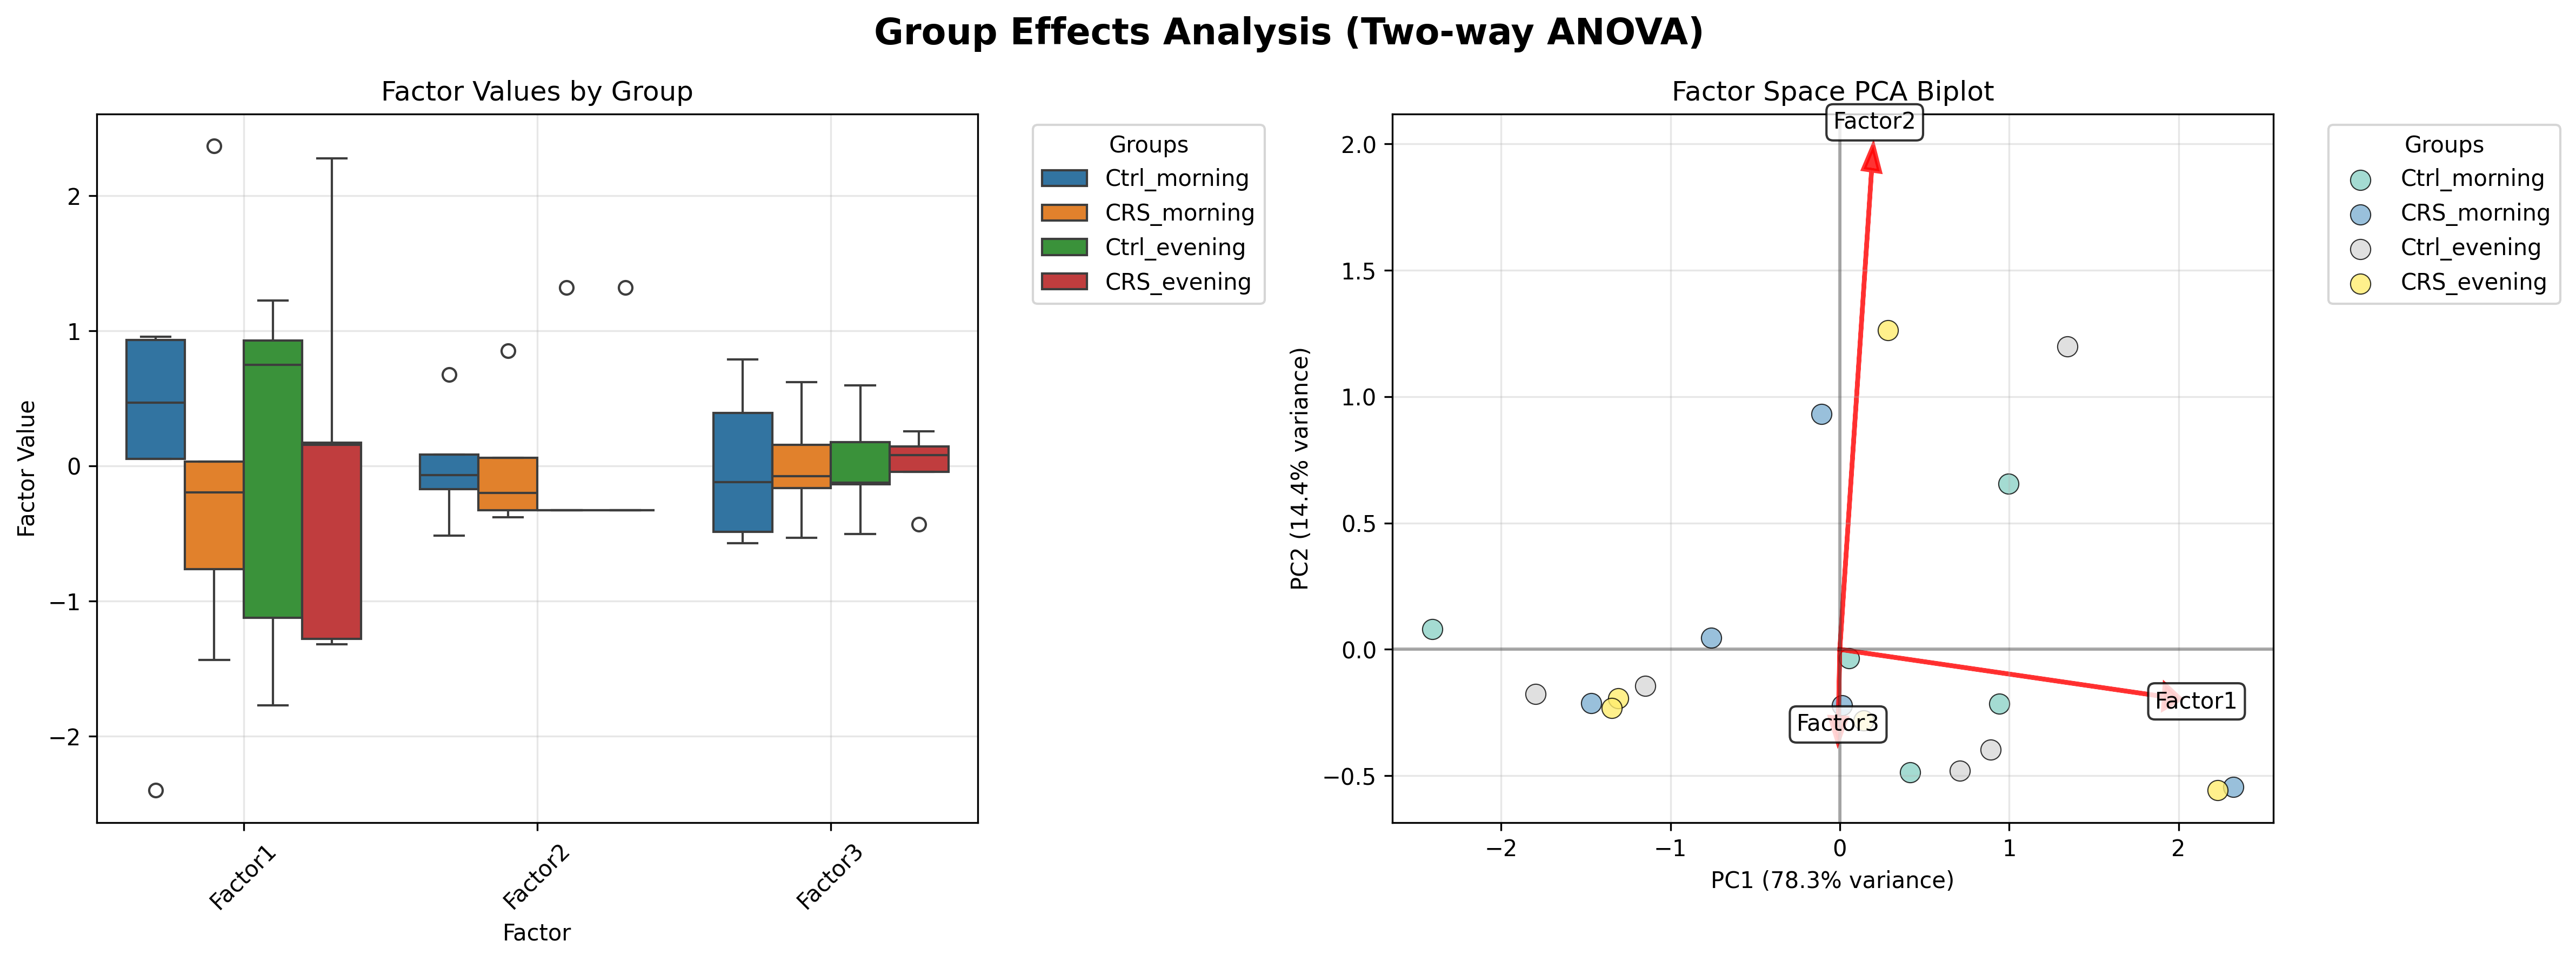 Group Effects Analysis (Two-way ANOVA)
Factor Values by Group
Factor Value
2
1
0
−1
−2
Factor1
Factor2
Factor3
Factor
Groups
Ctrl_morning
CRS_morning
Ctrl_evening
CRS_evening
Factor Space PCA Biplot
PC2 (14.4% variance)
2.0
1.5
1.0
0.5
0.0
−0.5
Factor2
Factor1
Factor3
−2
−1
0
1
2
PC1 (78.3% variance)
Groups
Ctrl_morning
CRS_morning
Ctrl_evening
CRS_evening